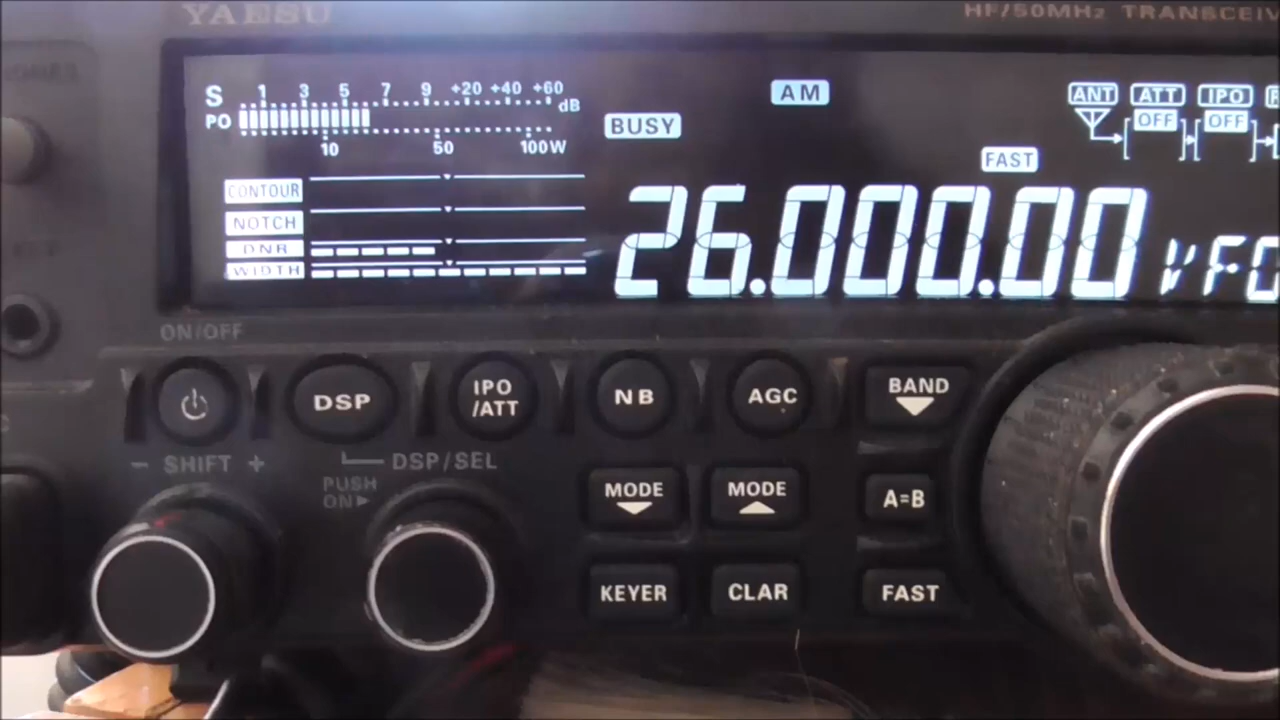 YAESU
HF/50MHz TRANSCEIV
S 1 3 5 7 9 +20 +40 +60 dB
PO
10 50 100W
BUSY
AM
FAST
ANT ATT IPO
OFF OFF
CONTOUR
NOTCH
DNR
WIDTH
26.000.00 VFO
ON/OFF
DSP
IPO
/ATT
NB
AGC
BAND
- SHIFT +
DSP/SEL
PUSH
ON
MODE
MODE
A=B
KEYER
CLAR
FAST